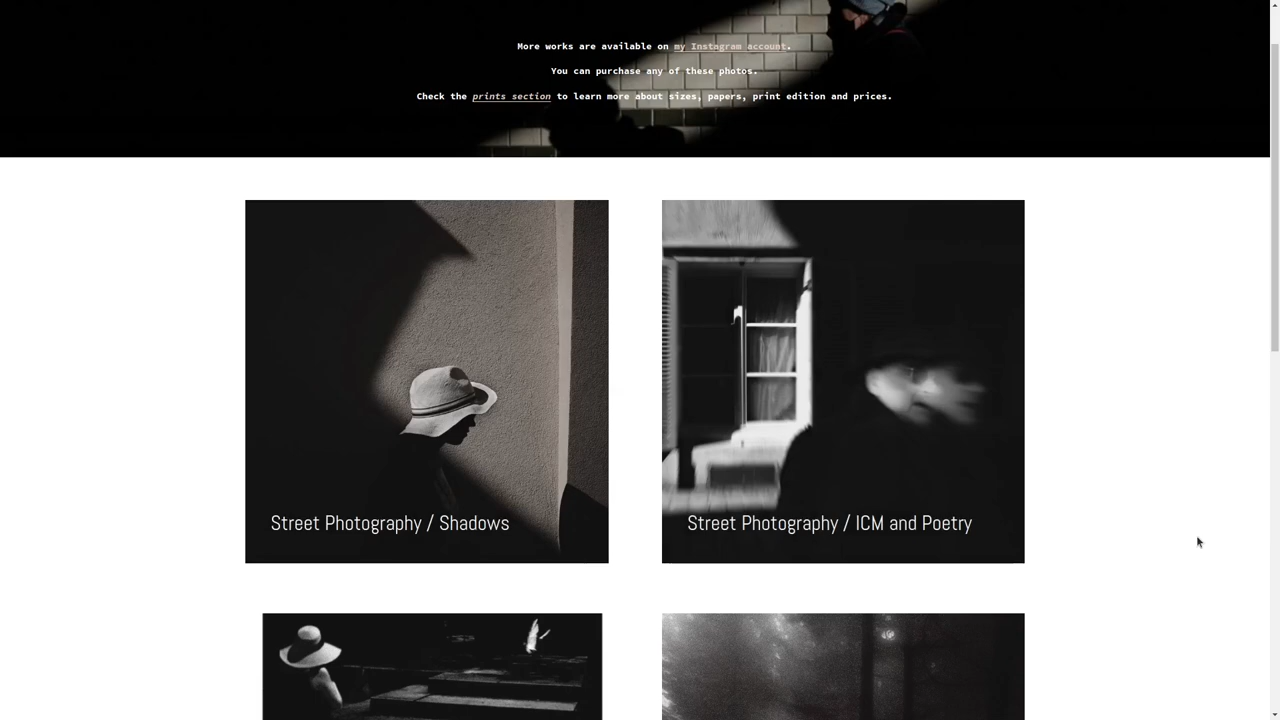 More works are available on my Instagram account.
You can purchase any of these photos.
Check the prints section to learn more about sizes, papers, print edition and prices.
Street Photography / Shadows
Street Photography / ICM and Poetry